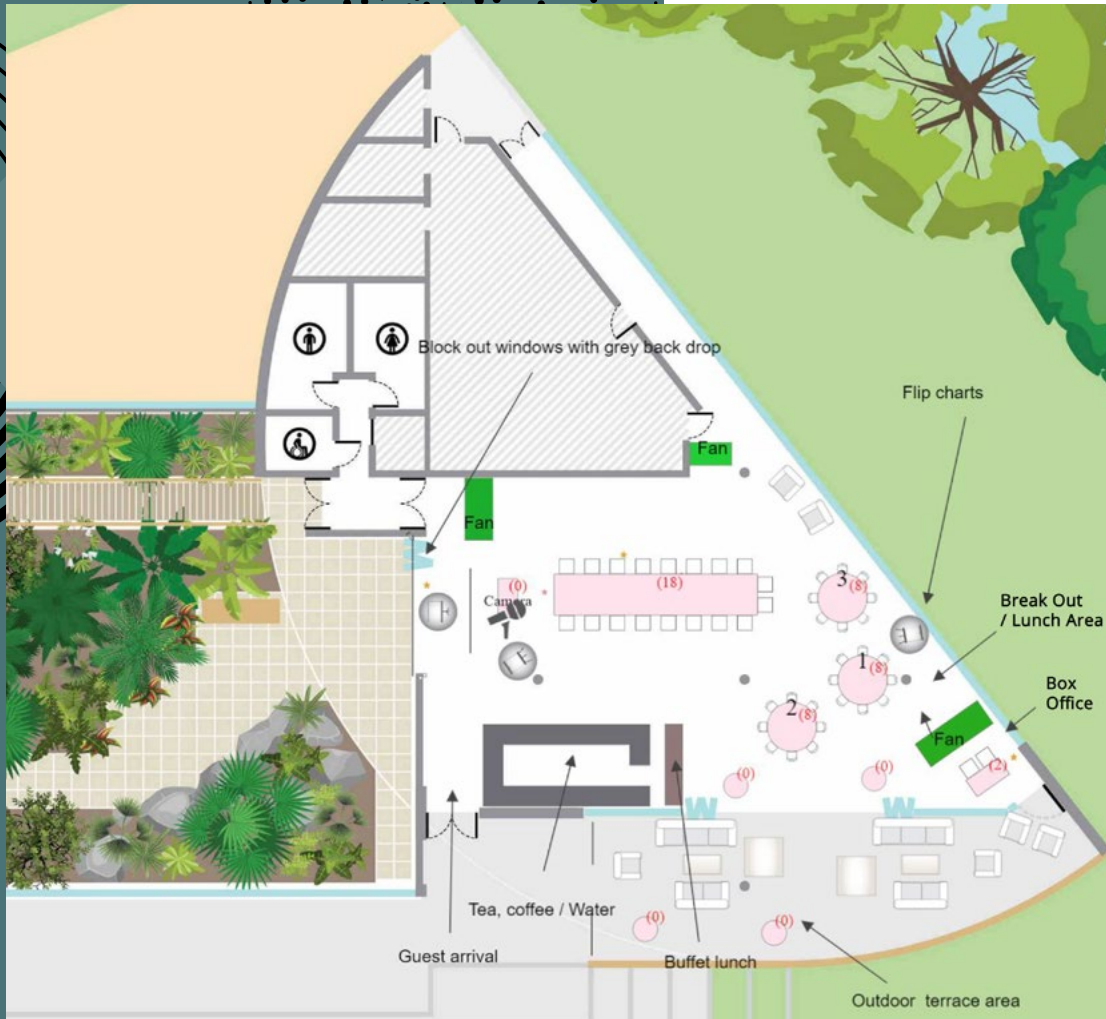 Block out windows with grey back drop
Flip charts
Fan
Fan
(18)
(0)
Camera
3
(8)
Break Out
/ Lunch Area
1
(8)
2
(8)
Box
Office
Fan
(2)
(0)
(0)
W
W
W
Tea, coffee / Water
(0)
(0)
Guest arrival
Buffet lunch
Outdoor terrace area